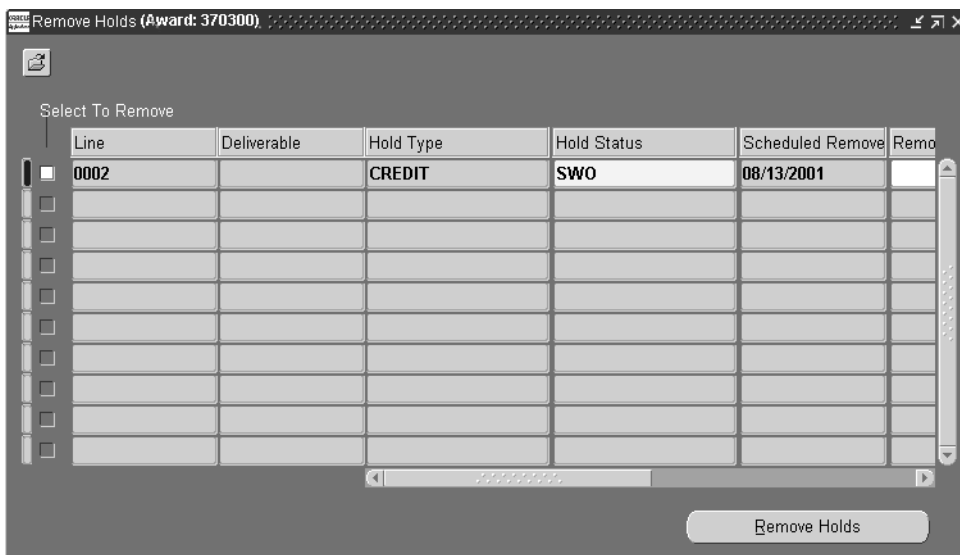 ORACLE
Remove Holds (Award: 370300)
Select To Remove
Line Deliverable Hold Type Hold Status Scheduled Remove Remo
0002 CREDIT SWO 08/13/2001
Remove Holds